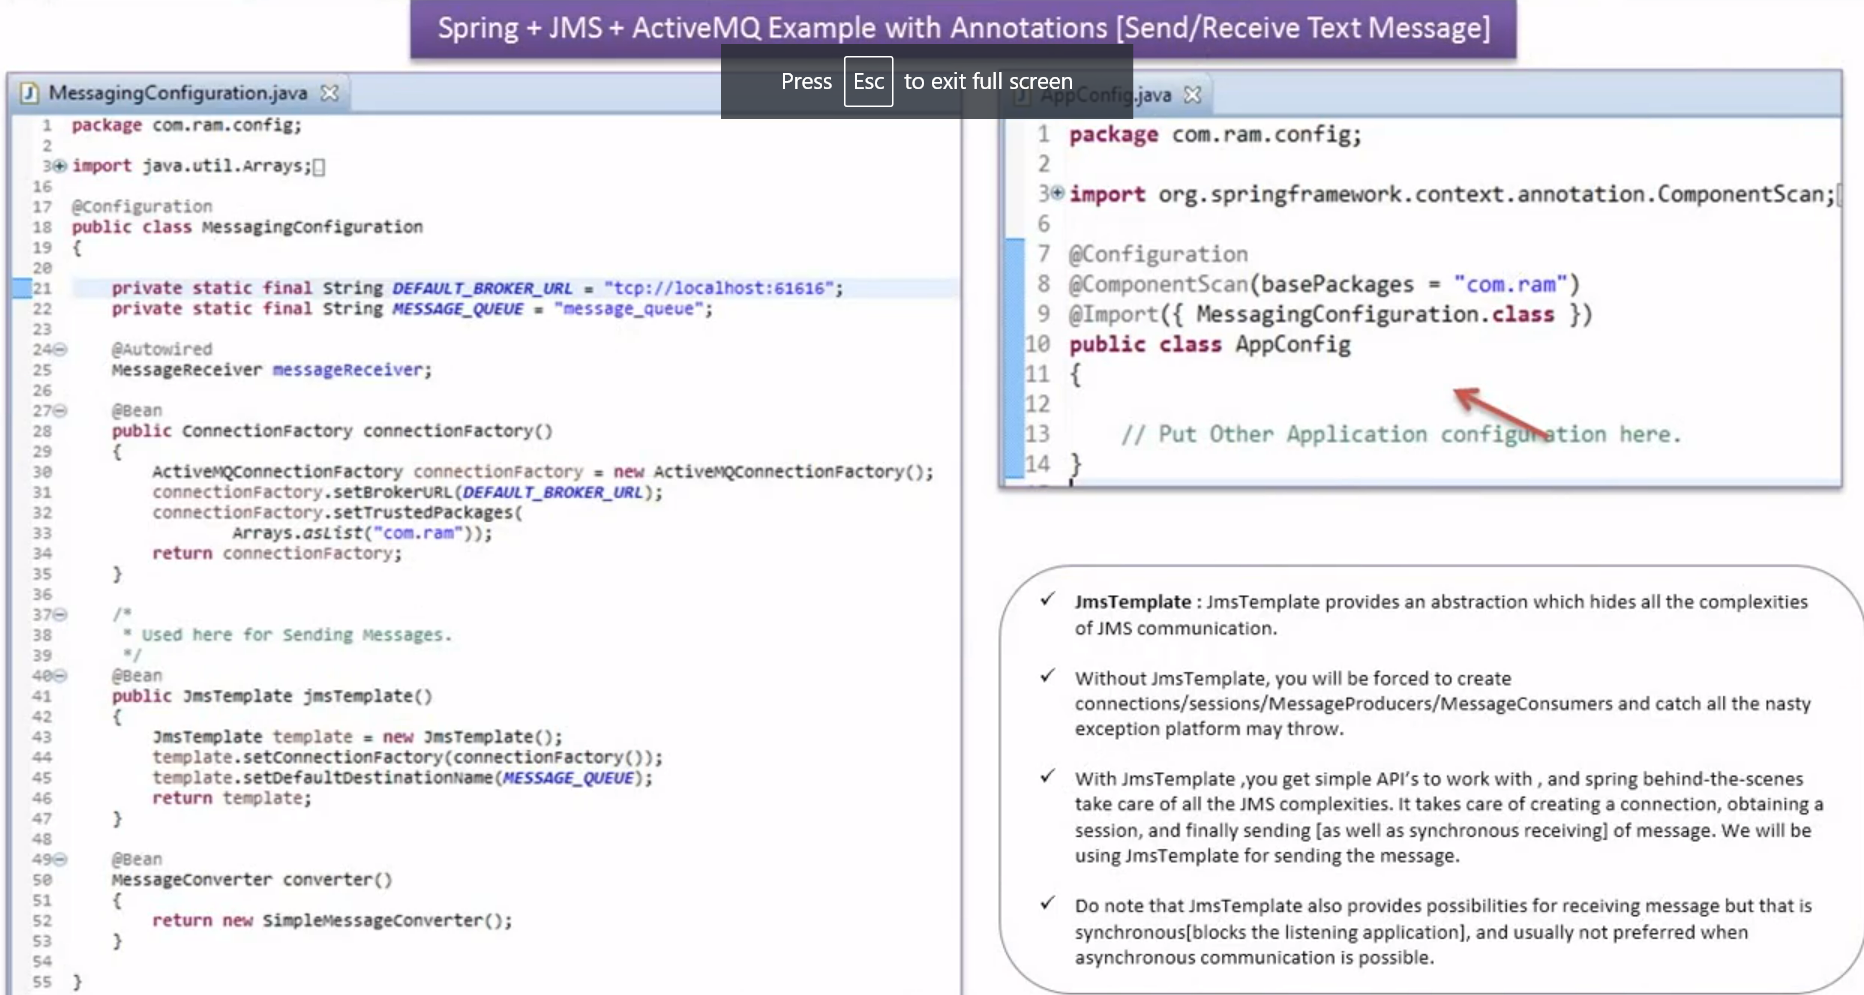 Spring + JMS + ActiveMQ Example with Annotations [Send/Receive Text Message]
Press Esc to exit full screen
MessagingConfiguration.java
1 package com.ram.config;
2
3 import java.util.Arrays;
16
17 @Configuration
18 public class MessagingConfiguration
19 {
20
21 private static final String DEFAULT_BROKER_URL = "tcp://localhost:61616";
22 private static final String MESSAGE_QUEUE = "message_queue";
23
24 @Autowired
25 MessageReceiver messageReceiver;
26
27 @Bean
28 public ConnectionFactory connectionFactory()
29 {
30 ActiveMQConnectionFactory connectionFactory = new ActiveMQConnectionFactory();
31 connectionFactory.setBrokerURL(DEFAULT_BROKER_URL);
32 connectionFactory.setTrustedPackages(
33 Arrays.asList("com.ram"));
34 return connectionFactory;
35 }
36
37 /*
38 * Used here for Sending Messages.
39 */
40 @Bean
41 public JmsTemplate jmsTemplate()
42 {
43 JmsTemplate template = new JmsTemplate();
44 template.setConnectionFactory(connectionFactory());
45 template.setDefaultDestinationName(MESSAGE_QUEUE);
46 return template;
47 }
48
49 @Bean
50 MessageConverter converter()
51 {
52 return new SimpleMessageConverter();
53 }
54
55 }
AppConfig.java
1 package com.ram.config;
2
3 import org.springframework.context.annotation.ComponentScan;
6
7 @Configuration
8 @ComponentScan(basePackages = "com.ram")
9 @Import({ MessagingConfiguration.class })
10 public class AppConfig
11 {
12
13 // Put Other Application configuration here.
14 }
✓ JmsTemplate : JmsTemplate provides an abstraction which hides all the complexities
of JMS communication.
✓ Without JmsTemplate, you will be forced to create
connections/sessions/MessageProducers/MessageConsumers and catch all the nasty
exception platform may throw.
✓ With JmsTemplate ,you get simple API's to work with , and spring behind-the-scenes
take care of all the JMS complexities. It takes care of creating a connection, obtaining a
session, and finally sending [as well as synchronous receiving] of message. We will be
using JmsTemplate for sending the message.
✓ Do note that JmsTemplate also provides possibilities for receiving message but that is
synchronous[blocks the listening application], and usually not preferred when
asynchronous communication is possible.